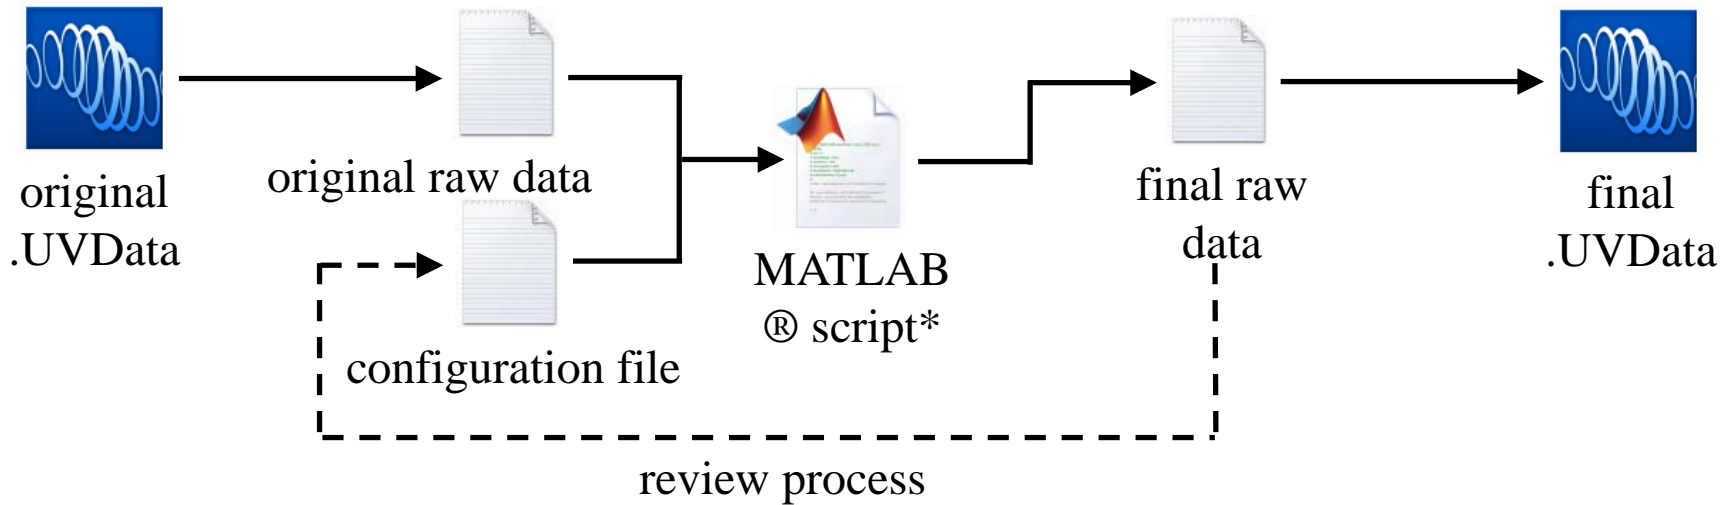 original
.UVData
original raw data
configuration file
MATLAB
® script*
final raw
data
final
.UVData
review process